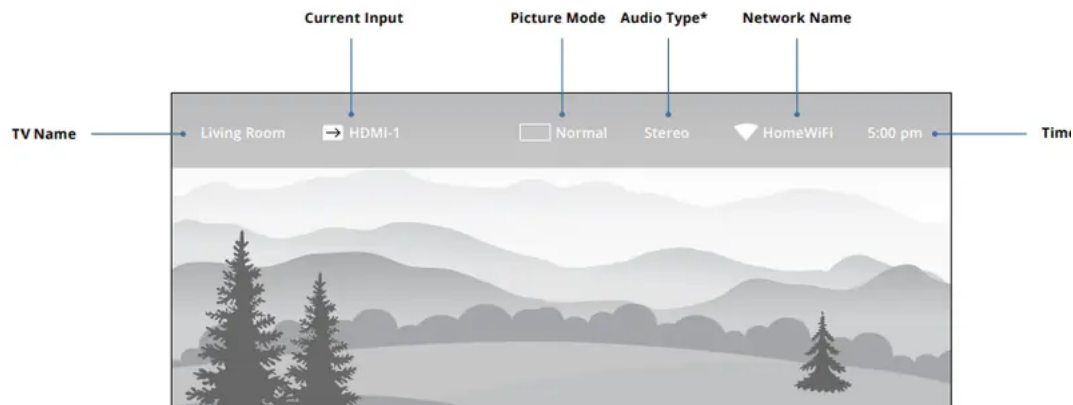 Current Input Picture Mode Audio Type* Network Name
TV Name Living Room HDMI-1 Normal Stereo HomeWiFi 5:00 pm Time